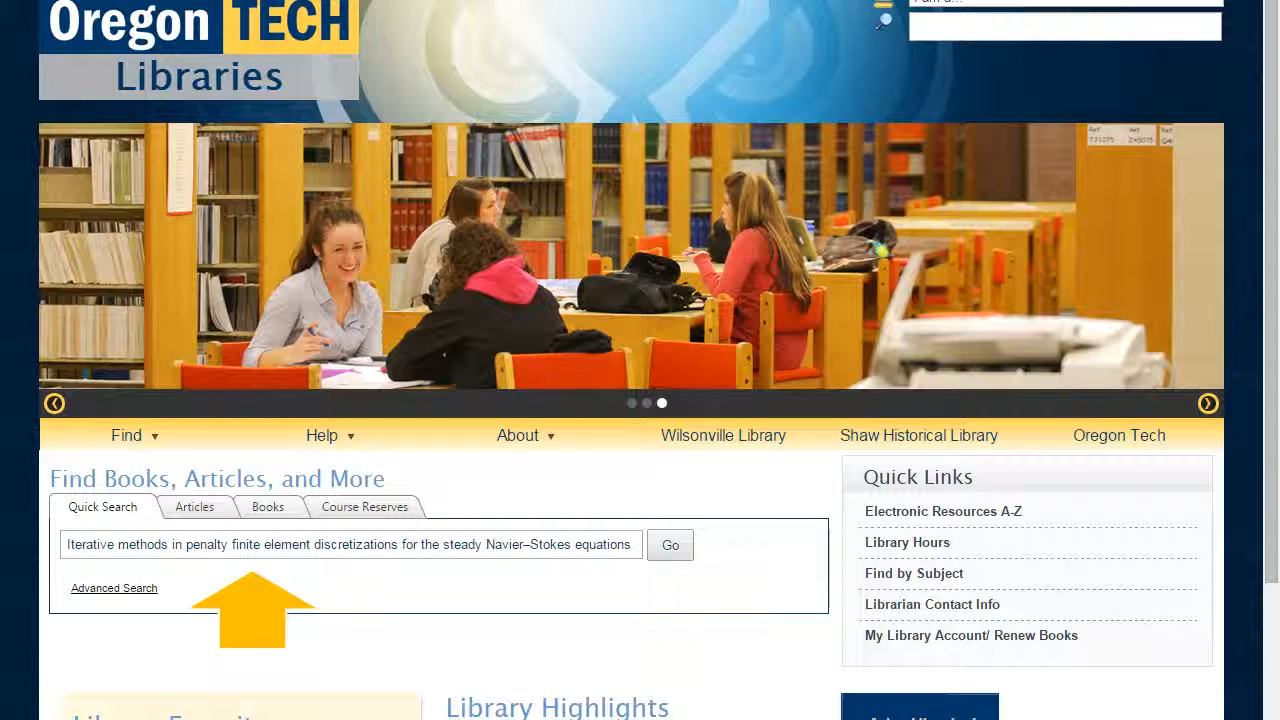 Oregon TECH
Libraries
Find ▼
Help ▼
About ▼
Wilsonville Library
Shaw Historical Library
Oregon Tech
Find Books, Articles, and More
Quick Search
Articles
Books
Course Reserves
Iterative methods in penalty finite element discretizations for the steady Navier–Stokes equations
Go
Advanced Search
Quick Links
Electronic Resources A-Z
Library Hours
Find by Subject
Librarian Contact Info
My Library Account/ Renew Books
Library Highlights